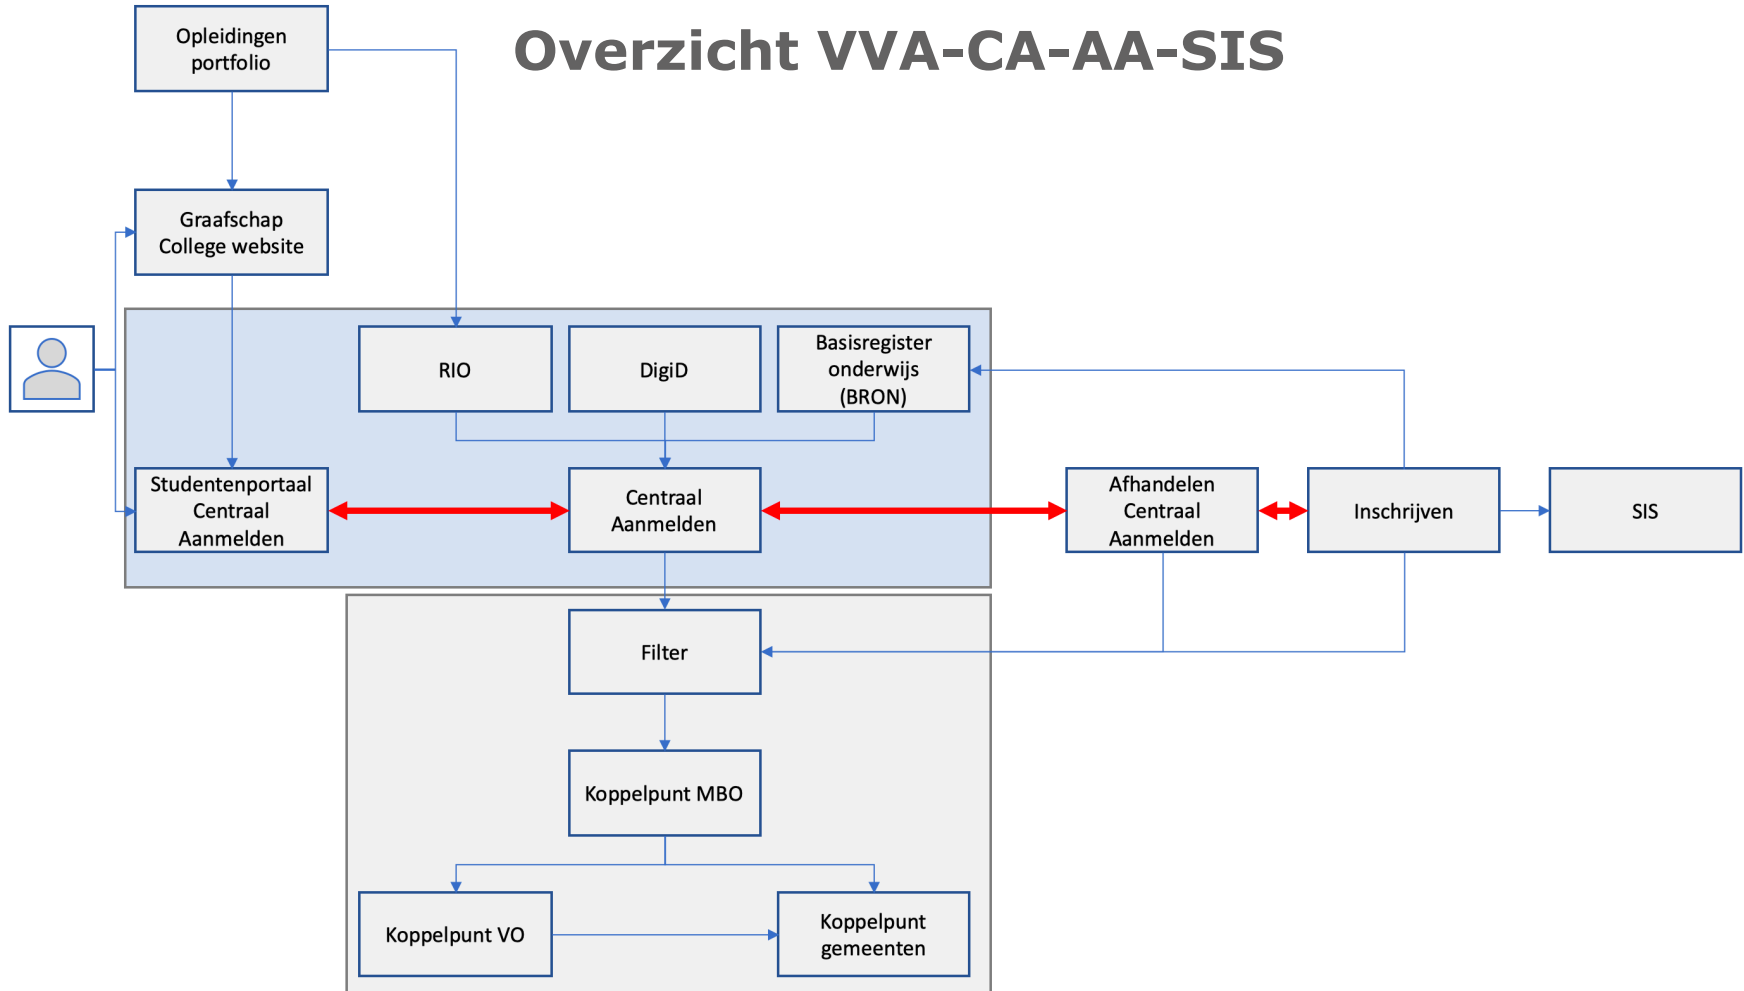 Overzicht VVA-CA-AA-SIS
Opleidingen
portfolio
Graafschap
College website
RIO
DigiD
Basisregister
onderwijs
(BRON)
Studentenportaal
Centraal
Aanmelden
Centraal
Aanmelden
Afhandelen
Centraal
Aanmelden
Inschrijven
SIS
Filter
Koppelpunt MBO
Koppelpunt VO
Koppelpunt
gemeenten